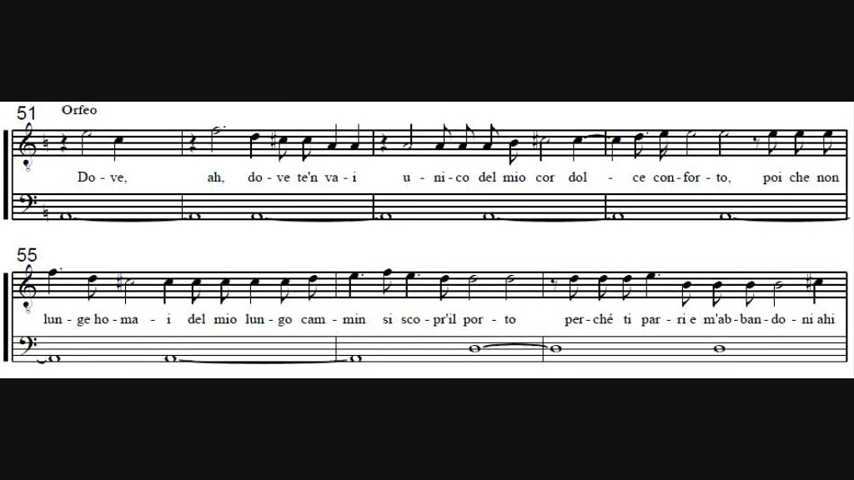 51 Orfeo
Do - ve, ah, do - ve te'n va - i u - ni - co del mio cor dol - ce con - for - to, poi che non
55
lun - ge ho - ma - i del mio lun - go cam - min si sco - pr'il por - to per - ché ti par - ri e m'ab - ban - do - ni ahi